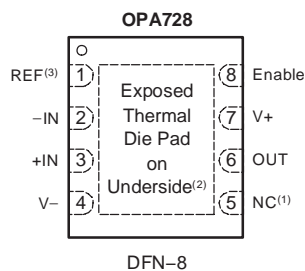 OPA728
REF(3) 1 8 Enable
−IN 2 7 V+
+IN 3 6 OUT
V− 4 5 NC(1)
Exposed
Thermal
Die Pad
on
Underside(2)
DFN−8